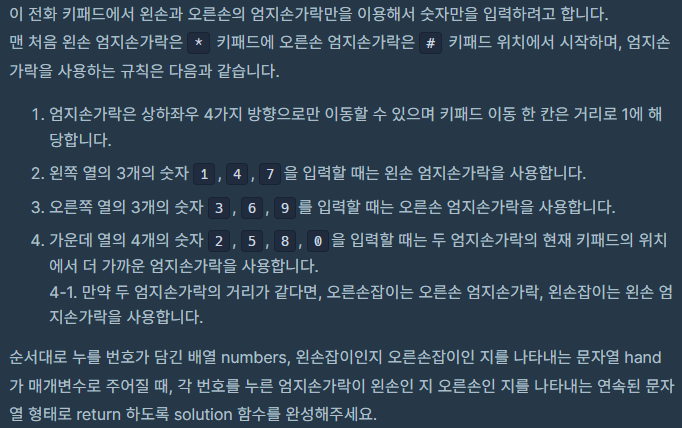 이 전화 키패드에서 왼손과 오른손의 엄지손가락만을 이용해서 숫자만을 입력하려고 합니다.
맨 처음 왼손 엄지손가락은 * 키패드에 오른손 엄지손가락은 # 키패드 위치에서 시작하며, 엄지손
가락을 사용하는 규칙은 다음과 같습니다.
1. 엄지손가락은 상하좌우 4가지 방향으로만 이동할 수 있으며 키패드 이동 한 칸은 거리로 1에 해
당합니다.
2. 왼쪽 열의 3개의 숫자 1, 4, 7을 입력할 때는 왼손 엄지손가락을 사용합니다.
3. 오른쪽 열의 3개의 숫자 3, 6, 9를 입력할 때는 오른손 엄지손가락을 사용합니다.
4. 가운데 열의 4개의 숫자 2, 5, 8, 0을 입력할 때는 두 엄지손가락의 현재 키패드의 위치
에서 더 가까운 엄지손가락을 사용합니다.
4-1. 만약 두 엄지손가락의 거리가 같다면, 오른손잡이는 오른손 엄지손가락, 왼손잡이는 왼손 엄
지손가락을 사용합니다.
순서대로 누를 번호가 담긴 배열 numbers, 왼손잡이인지 오른손잡이인 지를 나타내는 문자열 hand
가 매개변수로 주어질 때, 각 번호를 누른 엄지손가락이 왼손인 지 오른손인 지를 나타내는 연속된 문자
열 형태로 return 하도록 solution 함수를 완성해주세요.